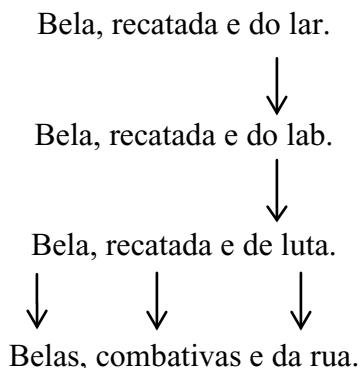 Bela, recatada e do lar.
Bela, recatada e do lab.
Bela, recatada e de luta.
Belas, combativas e da rua.